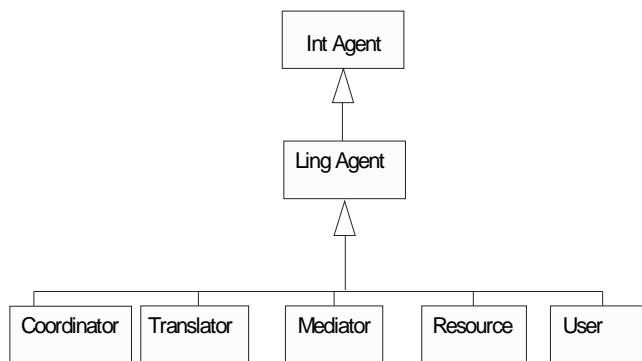 Int Agent
Ling Agent
Coordinator Translator Mediator Resource User